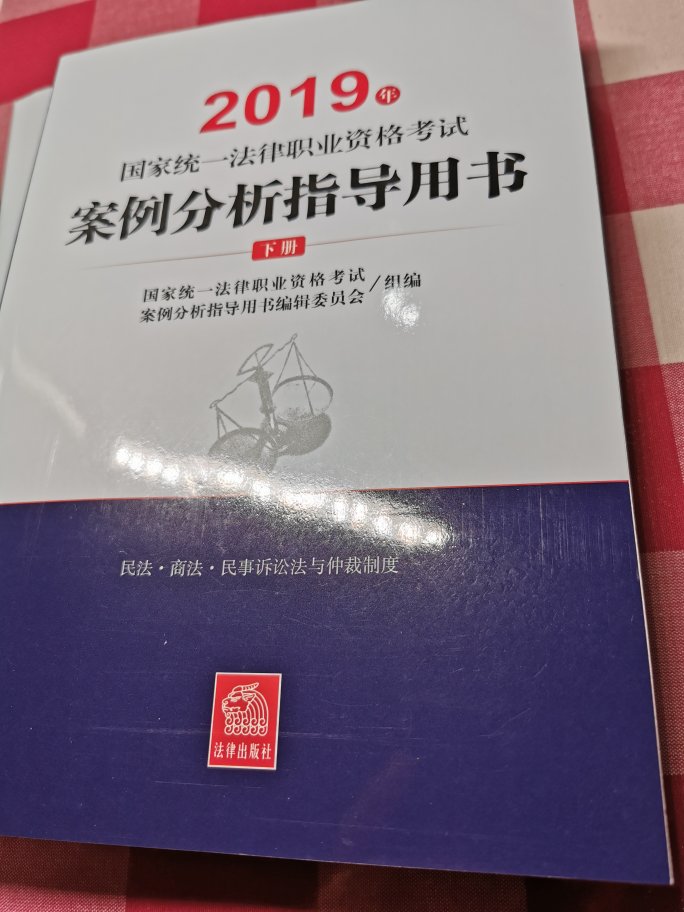 2019年
国家统一法律职业资格考试
案例分析指导用书
下册
国家统一法律职业资格考试
案例分析指导用书编辑委员会/组编
民法·商法·民事诉讼法与仲裁制度
法律出版社